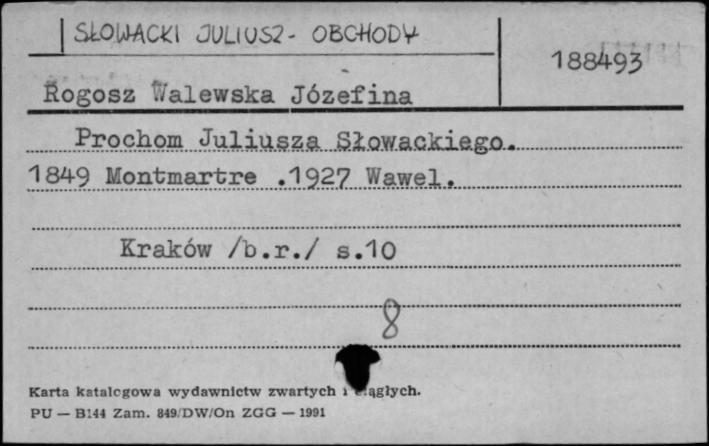 SŁOWACKI JULIUSZ - OBCHODY
188493
Rogosz Walewska Józefina
Prochom Juliusza Słowackiego.
1849 Montmartre .1927 Wawel.
Kraków /b.r./ s.10
8
Karta katalogowa wydawnictw zwartych i ciągłych.
PU — B144 Zam. 849/DW/On ZGG — 1991